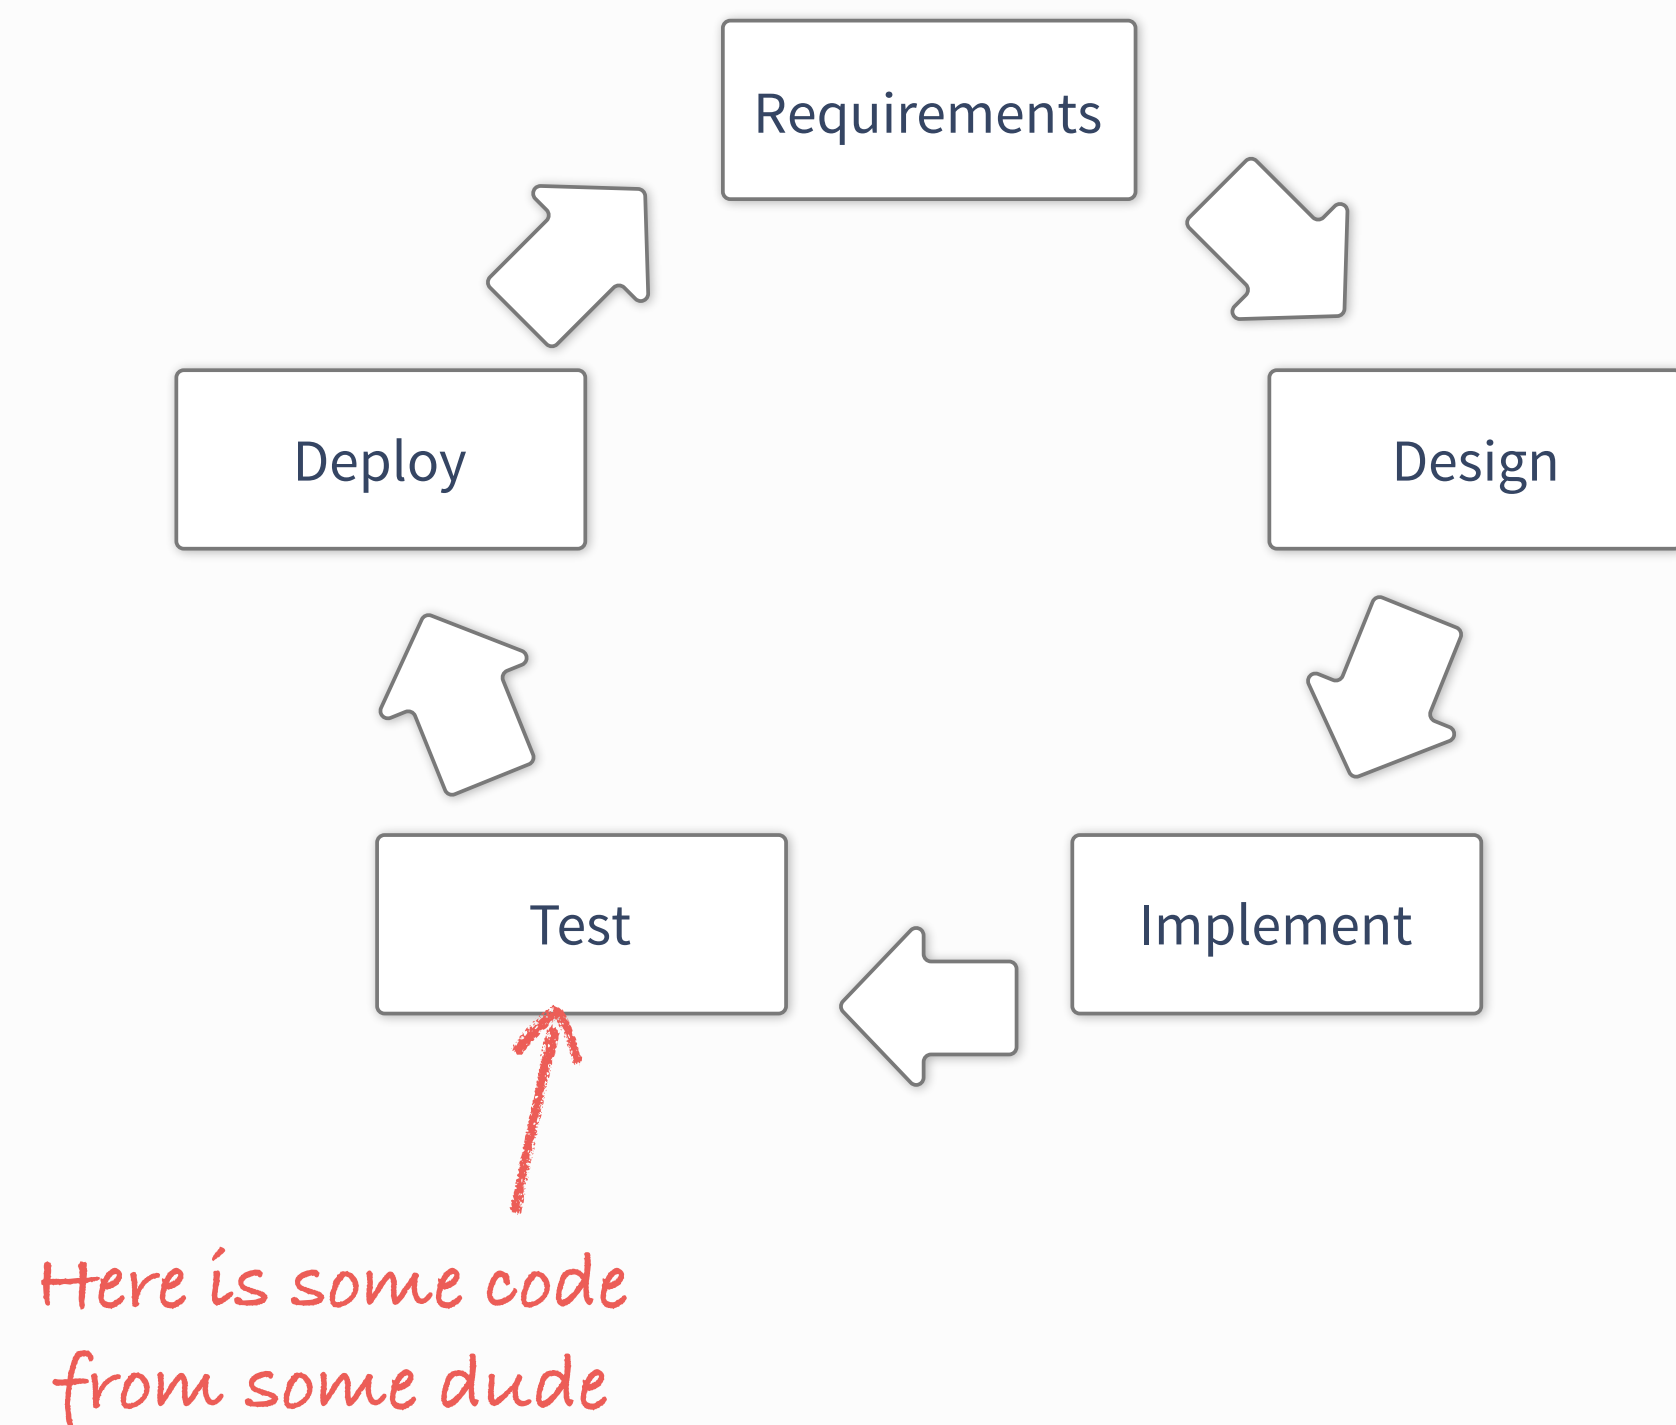 Requirements
Deploy
Design
Test
Implement
Here is some code
from some dude